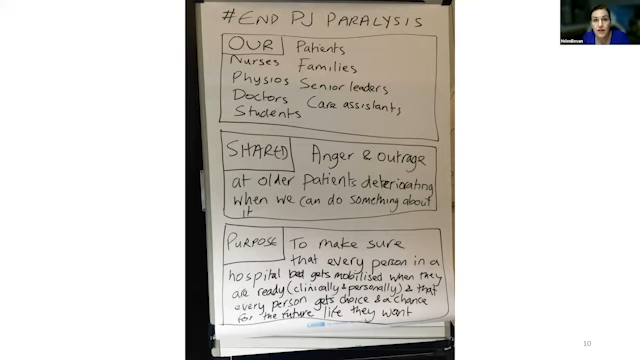 #END PJ PARALYSIS
OUR Patients
Nurses Families
Physios Senior leaders
Doctors Care assistants
Students
SHARED Anger & outrage
at older patients deteriorating
when we can do something about
it
PURPOSE To make sure
that every person in a
hospital bed gets mobilised when they
are ready (clinically & personally) & that
every person gets choice & a chance
for the future life they want
HelenBevan
10